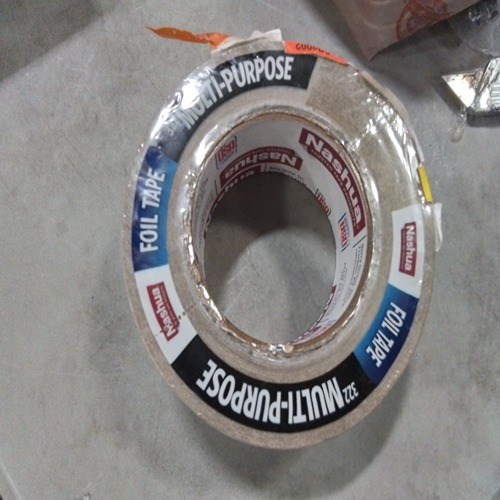 MULTI-PURPOSE
FOIL TAPE
Nashua
322 MULTI-PURPOSE
FOIL TAPE
Nashua
Nashua
Nashua